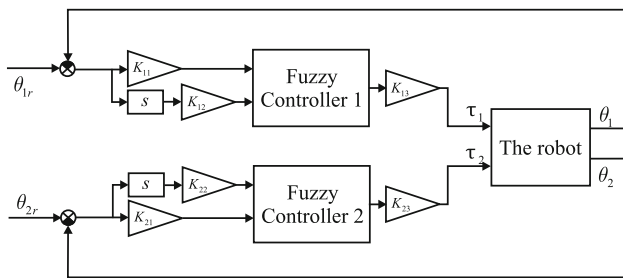 K11
Fuzzy
Controller 1
K13
θ1r
s
K12
τ1
θ1
The robot
τ2
θ2
s
K22
Fuzzy
Controller 2
K23
θ2r
K21